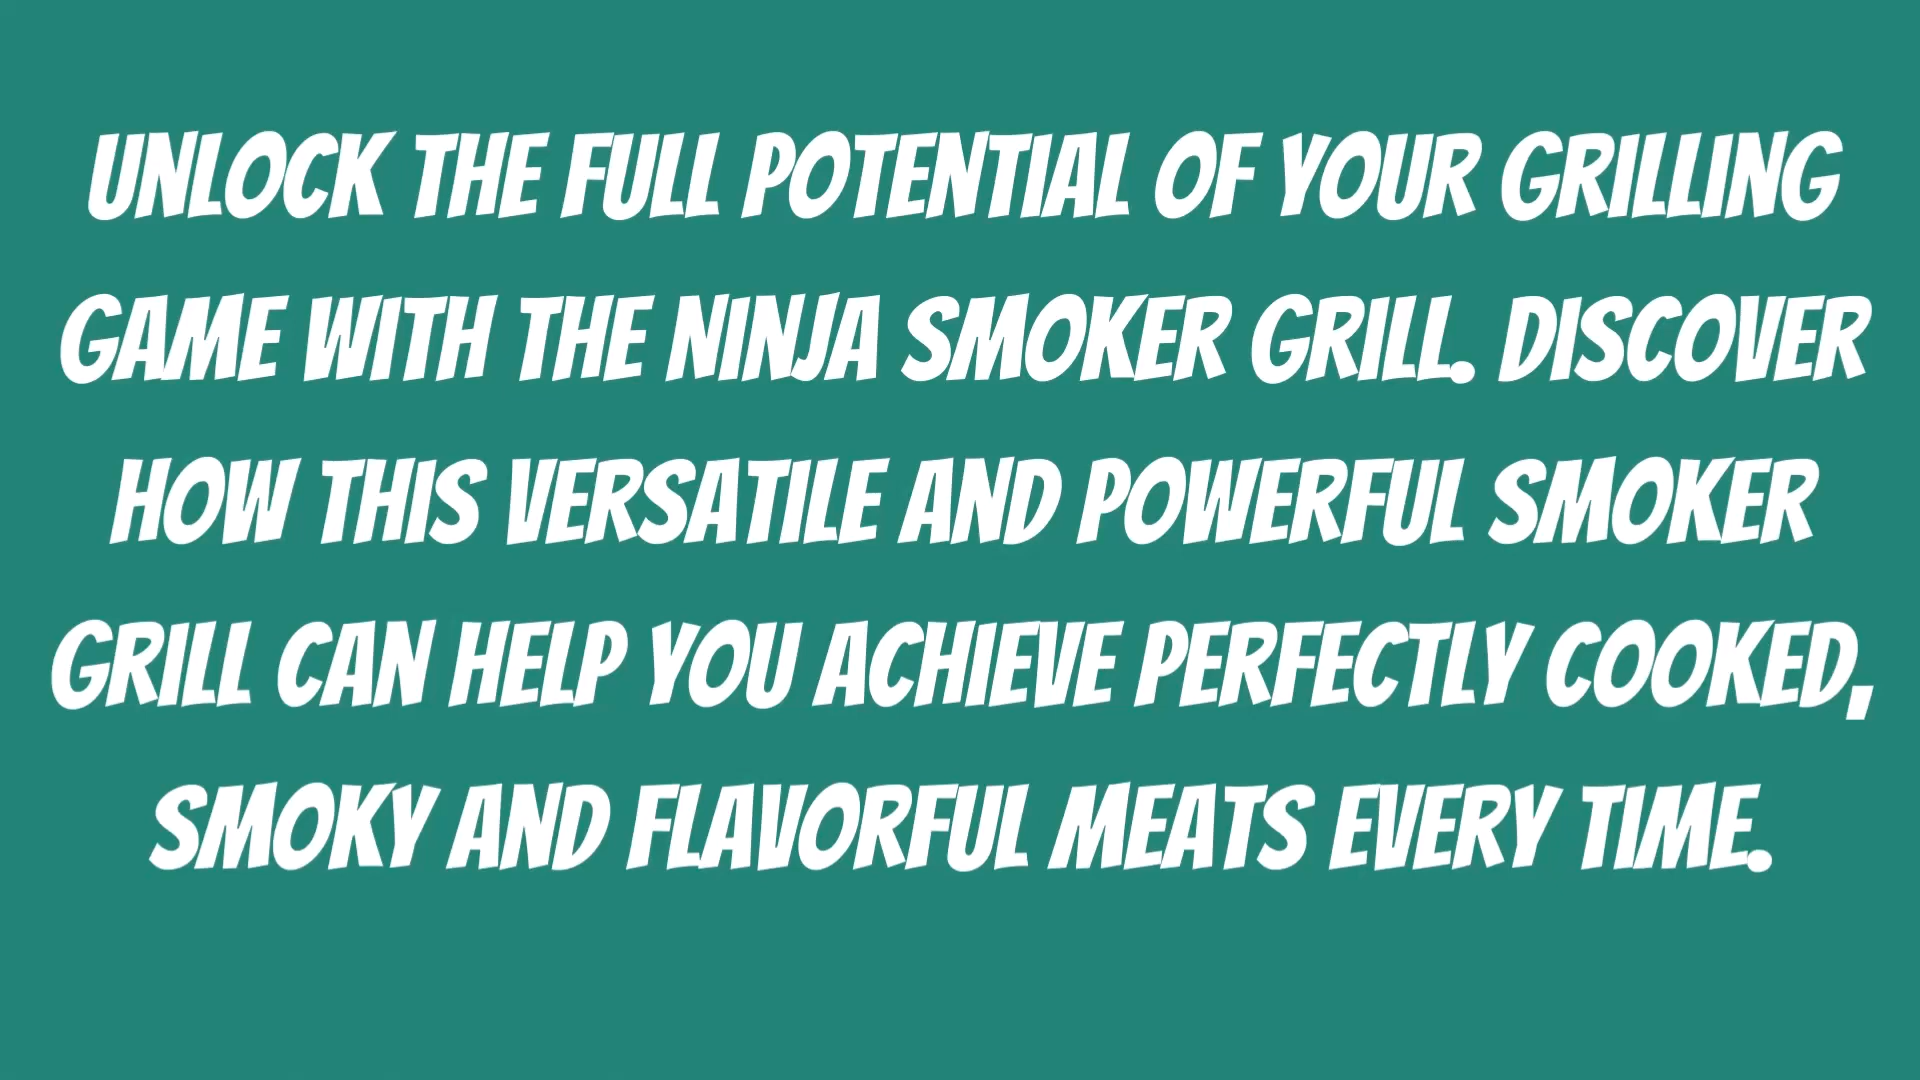 UNLOCK THE FULL POTENTIAL OF YOUR GRILLING
GAME WITH THE NINJA SMOKER GRILL. DISCOVER
HOW THIS VERSATILE AND POWERFUL SMOKER
GRILL CAN HELP YOU ACHIEVE PERFECTLY COOKED,
SMOKY AND FLAVORFUL MEATS EVERY TIME.